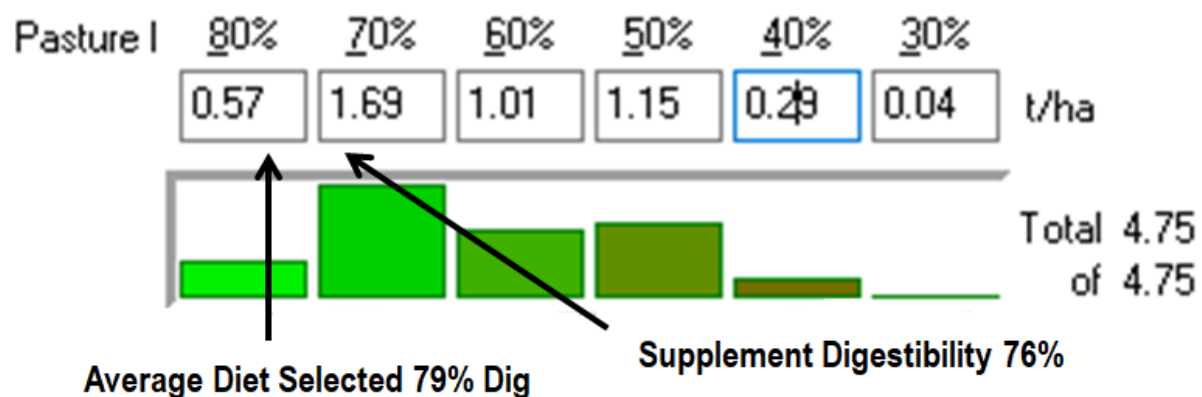 Pasture I 80% 70% 60% 50% 40% 30%
0.57 1.69 1.01 1.15 0.29 0.04 t/ha
Total 4.75
of 4.75
Supplement Digestibility 76%
Average Diet Selected 79% Dig